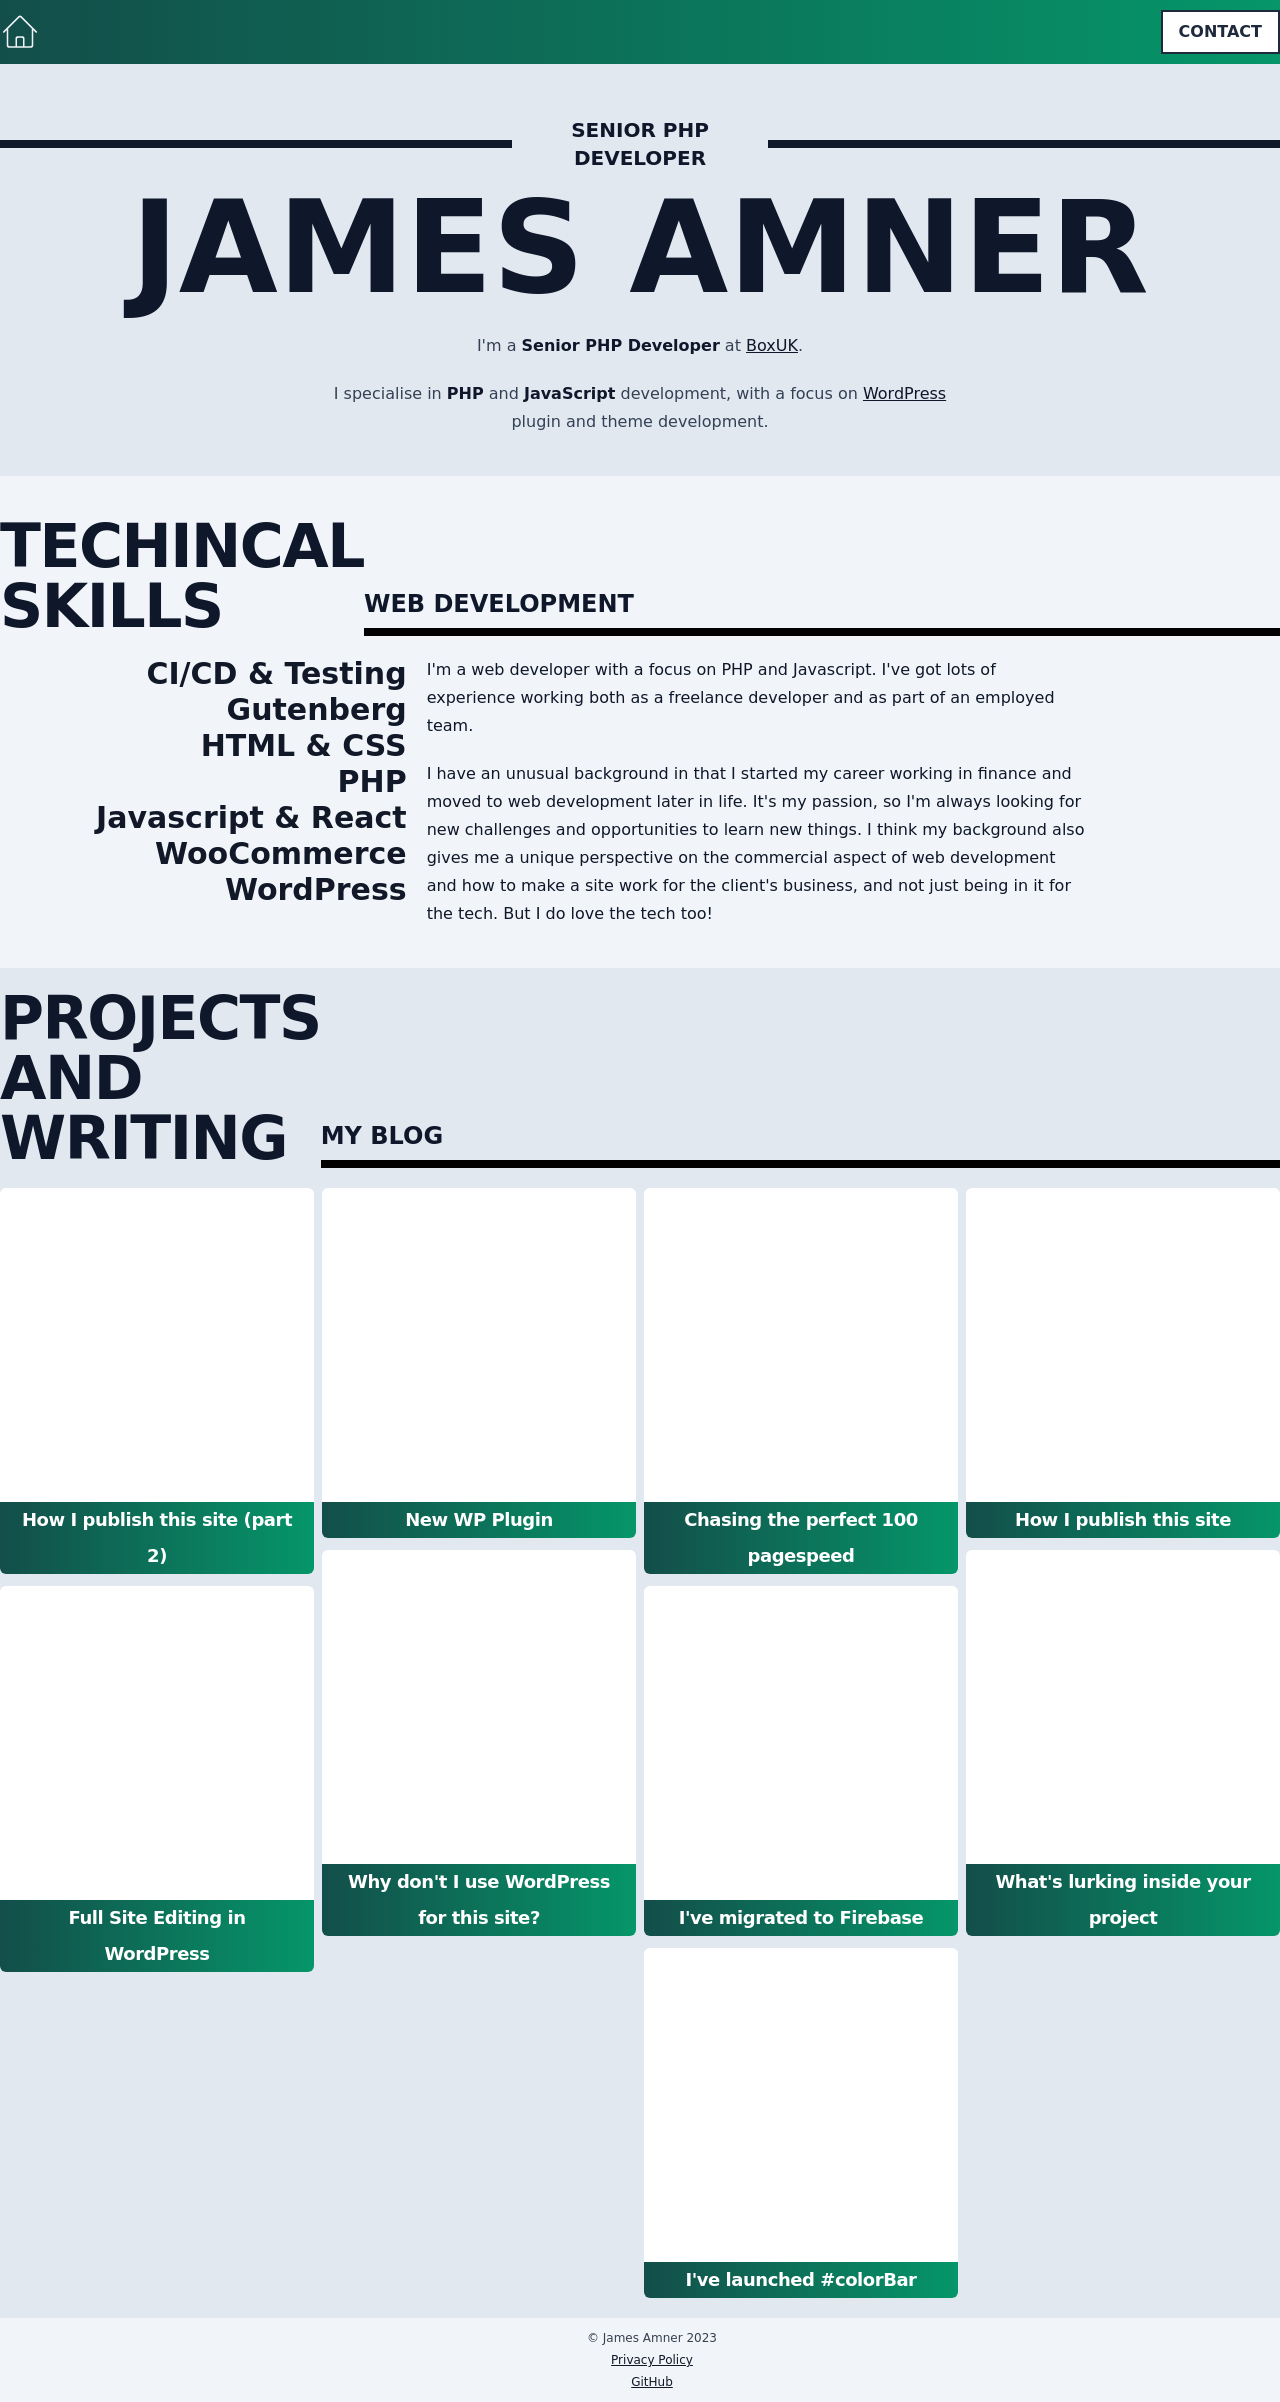 CONTACT
SENIOR PHP
DEVELOPER
JAMES AMNER
I'm a Senior PHP Developer at BoxUK.
I specialise in PHP and JavaScript development, with a focus on WordPress
plugin and theme development.
TECHINCAL
SKILLS
WEB DEVELOPMENT
CI/CD & Testing
Gutenberg
HTML & CSS
PHP
Javascript & React
WooCommerce
WordPress
I'm a web developer with a focus on PHP and Javascript. I've got lots of
experience working both as a freelance developer and as part of an employed
team.
I have an unusual background in that I started my career working in finance and
moved to web development later in life. It's my passion, so I'm always looking for
new challenges and opportunities to learn new things. I think my background also
gives me a unique perspective on the commercial aspect of web development
and how to make a site work for the client's business, and not just being in it for
the tech. But I do love the tech too!
PROJECTS
AND
WRITING
MY BLOG
How I publish this site (part
2)
New WP Plugin
Chasing the perfect 100
pagespeed
How I publish this site
Full Site Editing in
WordPress
Why don't I use WordPress
for this site?
I've migrated to Firebase
What's lurking inside your
project
I've launched #colorBar
© James Amner 2023
Privacy Policy
GitHub